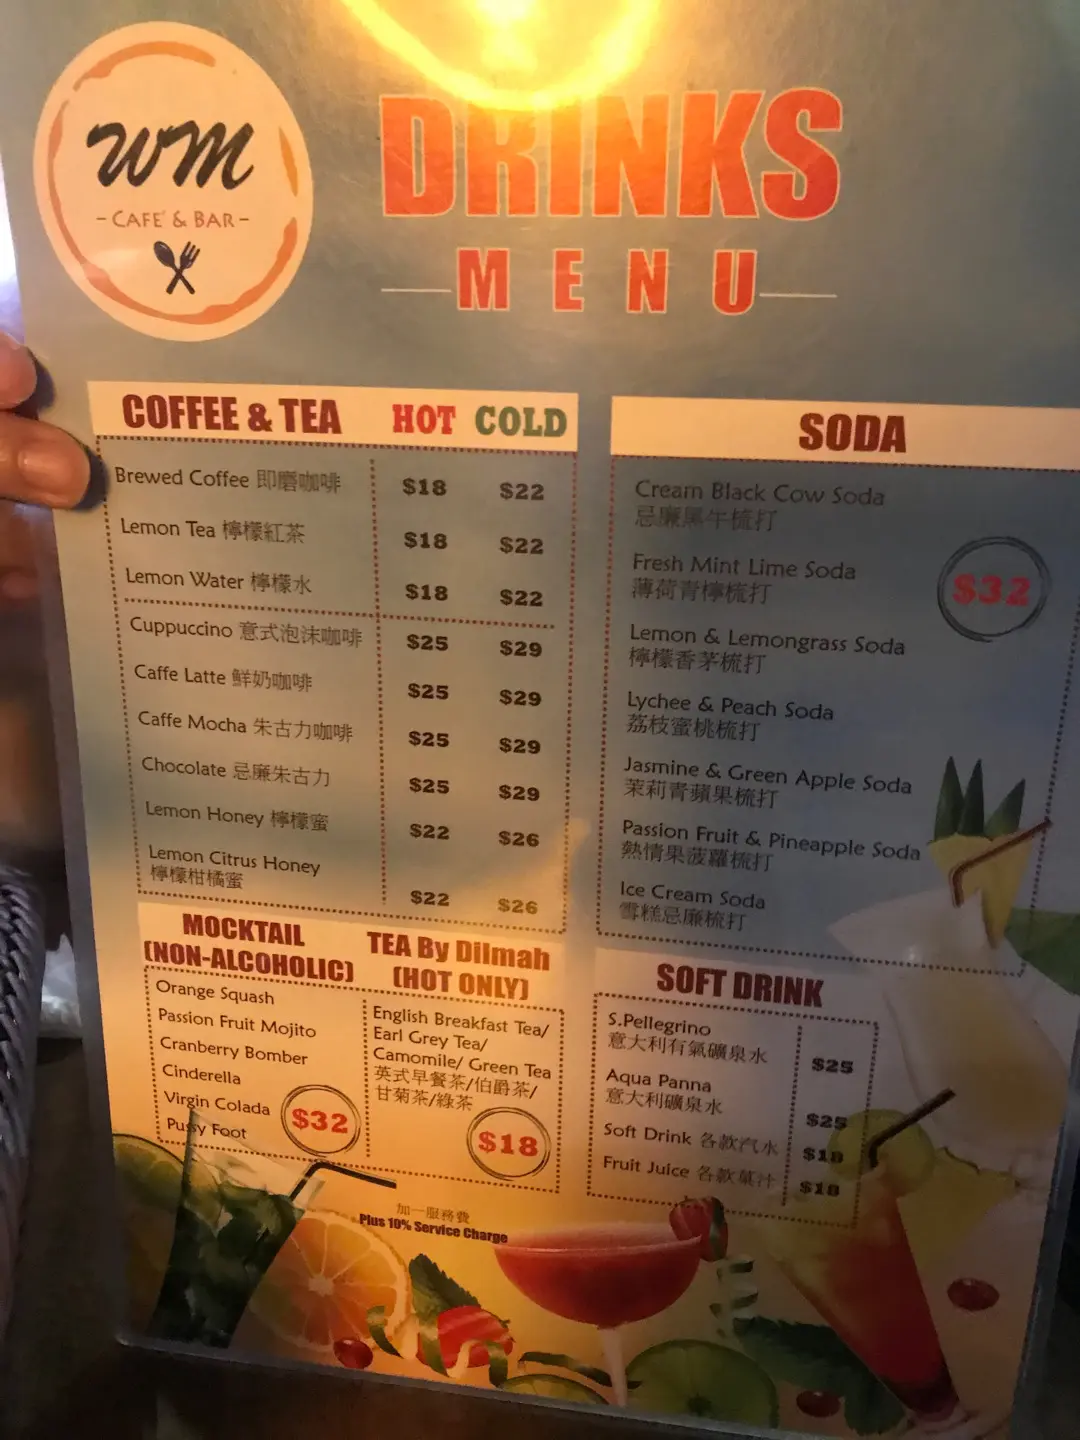 WM
- CAFE' & BAR -
DRINKS
MENU
COFFEE & TEA HOT COLD
Brewed Coffee 即磨咖啡 $18 $22
Lemon Tea 檸檬紅茶 $18 $22
Lemon Water 檸檬水 $18 $22
Cuppuccino 意式泡沫咖啡 $25 $29
Caffe Latte 鮮奶咖啡 $25 $29
Caffe Mocha 朱古力咖啡 $25 $29
Chocolate 忌廉朱古力 $25 $29
Lemon Honey 檸檬蜜 $22 $26
Lemon Citrus Honey
檸檬柑橘蜜 $22 $26
SODA
Cream Black Cow Soda
忌廉黑牛梳打
Fresh Mint Lime Soda
薄荷青檸梳打
$32
Lemon & Lemongrass Soda
檸檬香茅梳打
Lychee & Peach Soda
荔枝蜜桃梳打
Jasmine & Green Apple Soda
茉莉青蘋果梳打
Passion Fruit & Pineapple Soda
熱情果菠蘿梳打
Ice Cream Soda
雪糕忌廉梳打
MOCKTAIL
(NON-ALCOHOLIC)
Orange Squash
Passion Fruit Mojito
Cranberry Bomber
Cinderella
Virgin Colada
Pussy Foot
$32
TEA By Dilmah
(HOT ONLY)
English Breakfast Tea/
Earl Grey Tea/
Camomile/ Green Tea
英式早餐茶/伯爵茶/
甘菊茶/綠茶
$18
SOFT DRINK
S.Pellegrino
意大利有氣礦泉水 $25
Aqua Panna
意大利礦泉水 $25
Soft Drink 各款汽水 $18
Fruit Juice 各款菓汁 $18
加一服務費
Plus 10% Service Charge